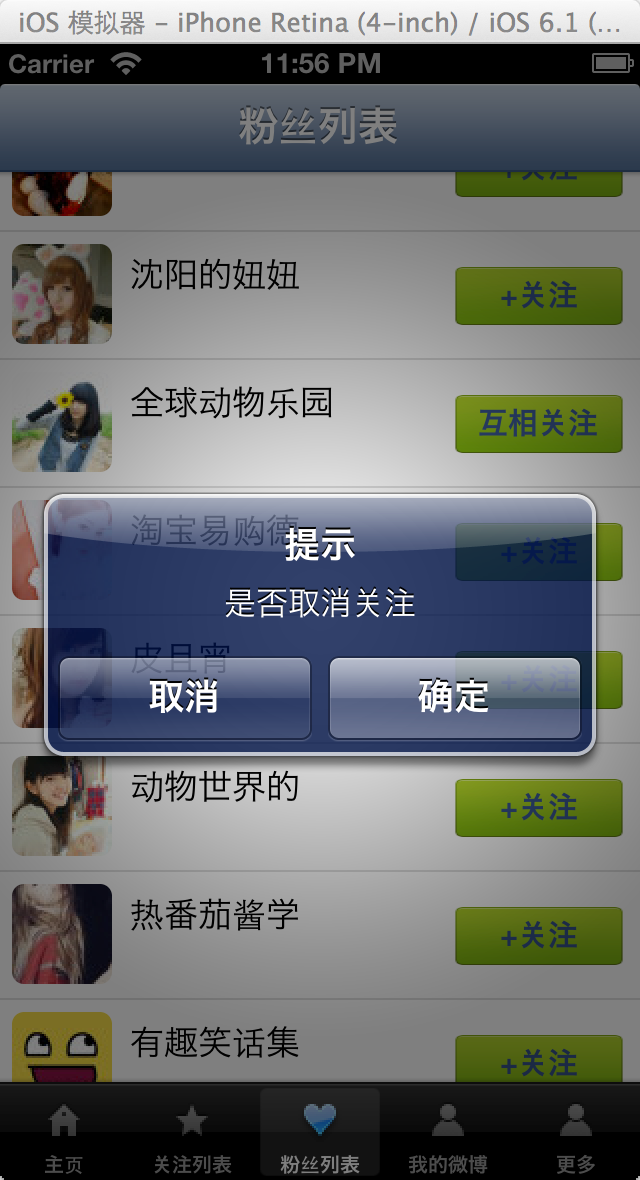 iOS 模拟器 - iPhone Retina (4-inch) / iOS 6.1 (...
Carrier 11:56 PM
粉丝列表
+关注
沈阳的妞妞
+关注
全球动物乐园
互相关注
淘宝易购德
+关注
提示
是否取消关注
皮且宵
+关注
取消 确定
动物世界的
+关注
热番茄酱学
+关注
有趣笑话集
+关注
主页 关注列表 粉丝列表 我的微博 更多